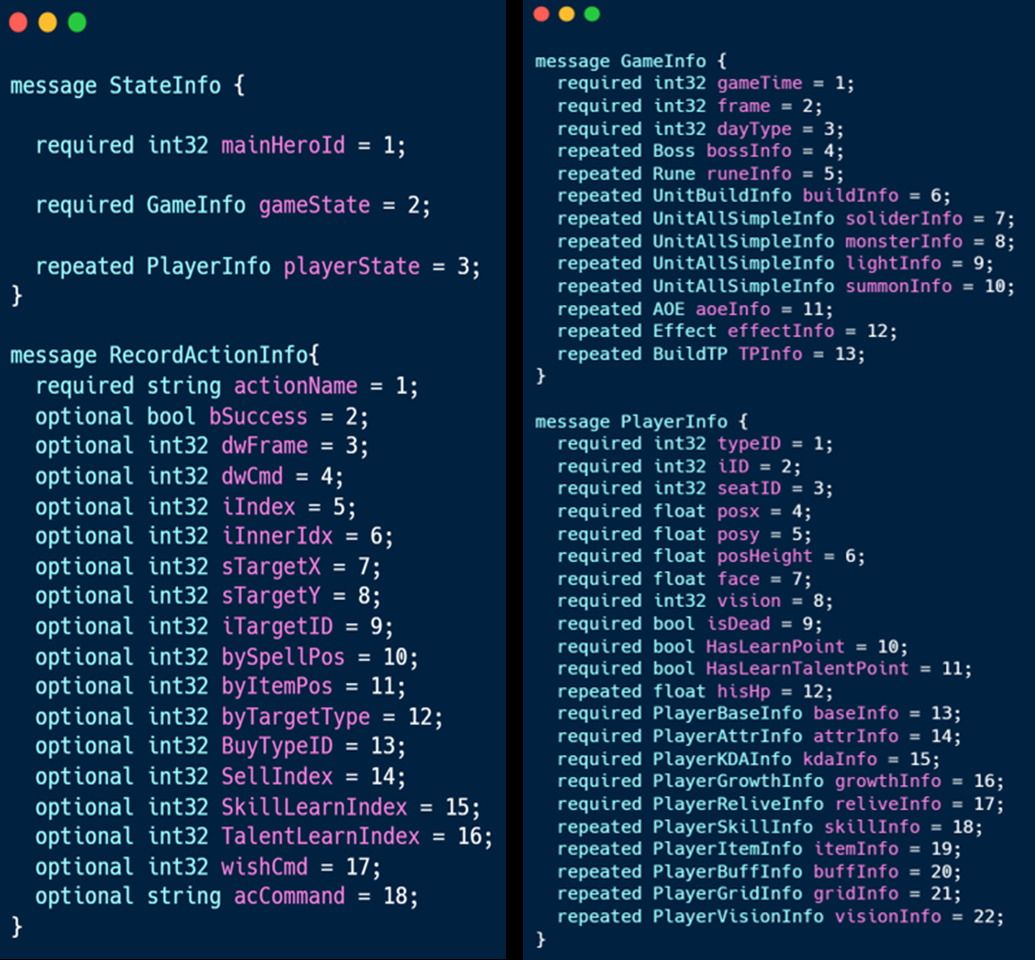 message StateInfo {
required int32 mainHeroId = 1;
required GameInfo gameState = 2;
repeated PlayerInfo playerState = 3;
}
message RecordActionInfo{
required string actionName = 1;
optional bool bSuccess = 2;
optional int32 dwFrame = 3;
optional int32 dwCmd = 4;
optional int32 iIndex = 5;
optional int32 iInnerIdx = 6;
optional int32 sTargetX = 7;
optional int32 sTargetY = 8;
optional int32 iTargetID = 9;
optional int32 bySpellPos = 10;
optional int32 byItemPos = 11;
optional int32 byTargetType = 12;
optional int32 BuyTypeID = 13;
optional int32 SellIndex = 14;
optional int32 SkillLearnIndex = 15;
optional int32 TalentLearnIndex = 16;
optional int32 wishCmd = 17;
optional string acCommand = 18;
}
message GameInfo {
required int32 gameTime = 1;
required int32 frame = 2;
required int32 dayType = 3;
repeated Boss bossInfo = 4;
repeated Rune runeInfo = 5;
repeated UnitBuildInfo buildInfo = 6;
repeated UnitAllSimpleInfo soliderInfo = 7;
repeated UnitAllSimpleInfo monsterInfo = 8;
repeated UnitAllSimpleInfo lightInfo = 9;
repeated UnitAllSimpleInfo summonInfo = 10;
repeated AOE aoeInfo = 11;
repeated Effect effectInfo = 12;
repeated BuildTP TPInfo = 13;
}
message PlayerInfo {
required int32 typeID = 1;
required int32 iID = 2;
required int32 seatID = 3;
required float posx = 4;
required float posy = 5;
required float posHeight = 6;
required float face = 7;
required int32 vision = 8;
required bool isDead = 9;
required bool HasLearnPoint = 10;
required bool HasLearnTalentPoint = 11;
repeated float hisHp = 12;
required PlayerBaseInfo baseInfo = 13;
required PlayerAttrInfo attrInfo = 14;
required PlayerKDAInfo kdaInfo = 15;
required PlayerGrowthInfo growthInfo = 16;
required PlayerReliveInfo reliveInfo = 17;
repeated PlayerSkillInfo skillInfo = 18;
repeated PlayerItemInfo itemInfo = 19;
repeated PlayerBuffInfo buffInfo = 20;
repeated PlayerGridInfo gridInfo = 21;
repeated PlayerVisionInfo visionInfo = 22;
}